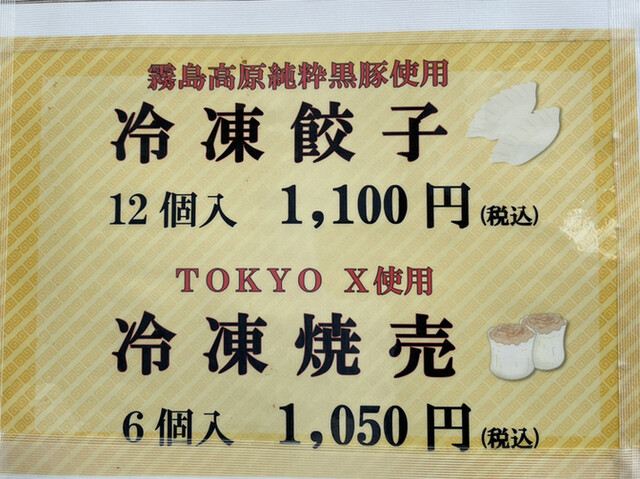 霧島高原純粋黒豚使用
冷凍餃子
12個入 1,100円(税込)
TOKYO X使用
冷凍焼売
6個入 1,050円(税込)